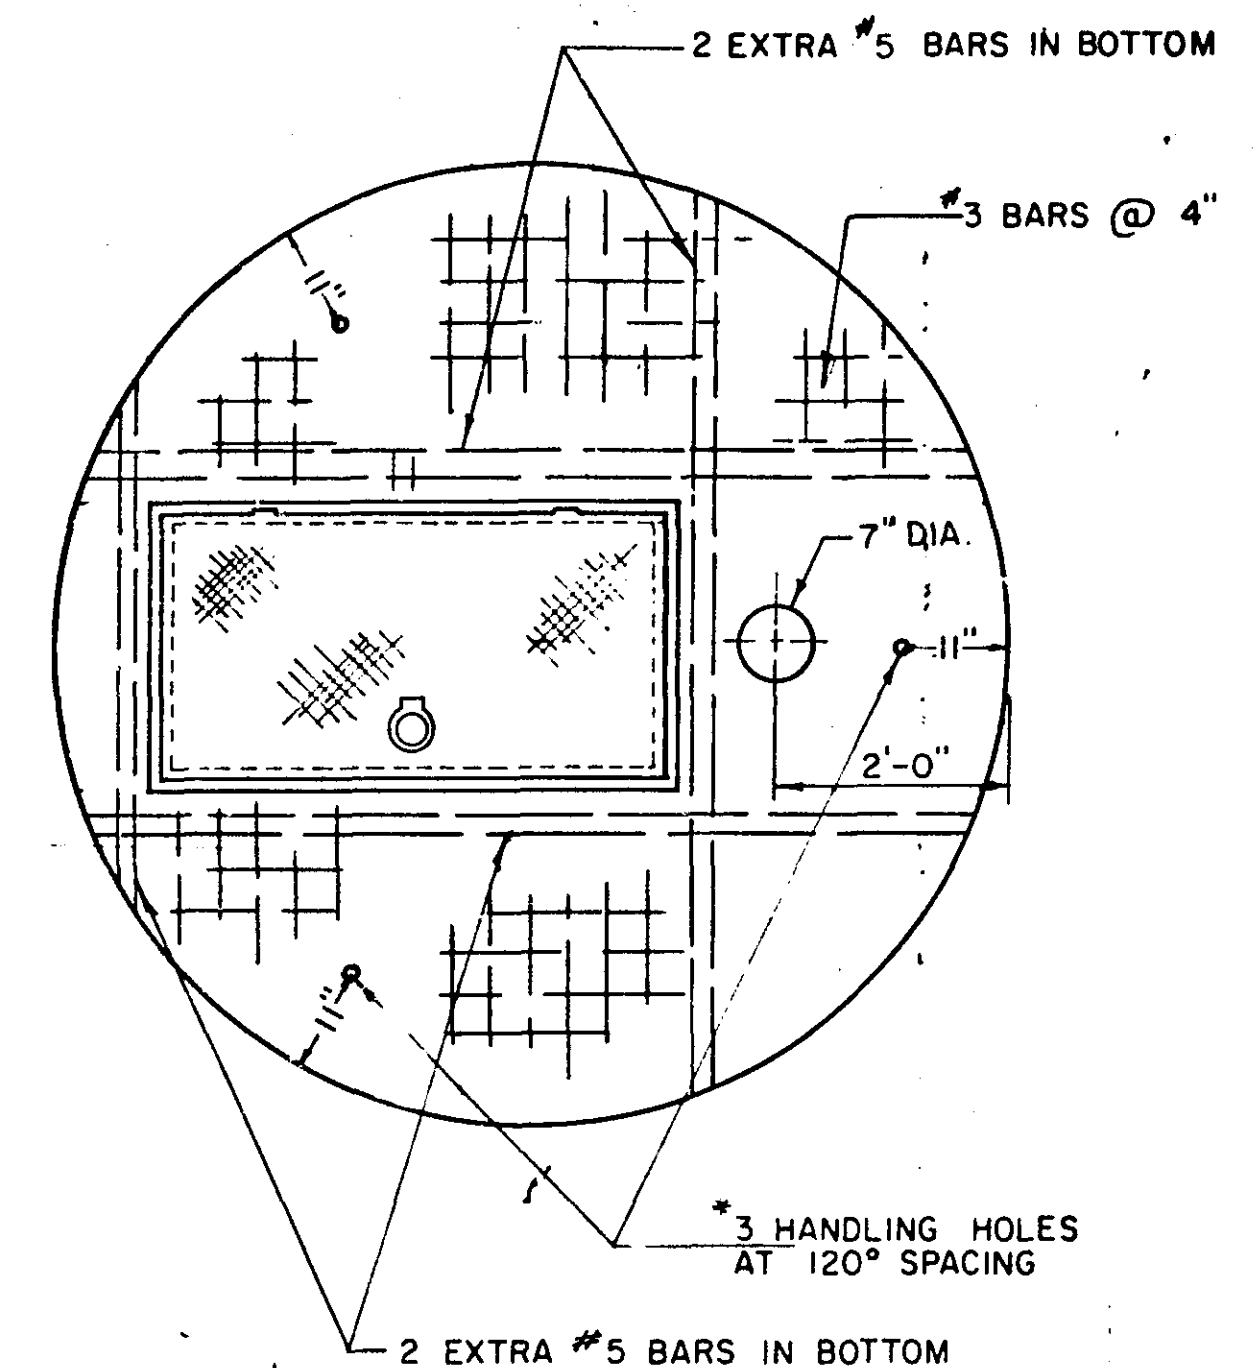 2 EXTRA #5 BARS IN BOTTOM
#3 BARS @ 4"
11"
7" DIA.
11"
2'-0"
11"
*3 HANDLING HOLES
AT 120° SPACING
2 EXTRA #5 BARS IN BOTTOM